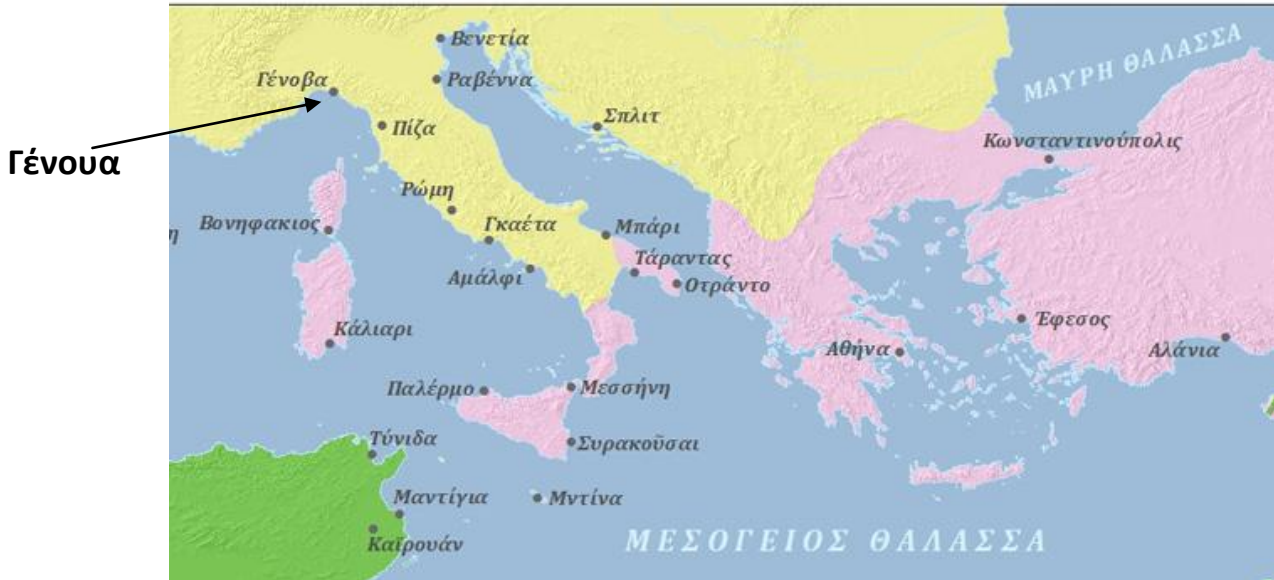 Βενετία
ΜΑΥΡΗ ΘΑΛΑΣΣΑ
Γένοβα
Ραβέννα
Πίζα
Σπλιτ
Γένουα
Κωνσταντινούπολις
Ρώμη
Βονηφακιος
Γκαέτα
Μπάρι
η
Τάραντας
Αμάλφι
Οτράντο
Κάλιαρι
Έφεσος
Αθήνα
Αλάνια
Παλέρμο
Μεσσήνη
Τύνιδα
Συρακοῦσαι
Μαντίγια
Μντίνα
Καϊρουάν
ΜΕΣΟΓΕΙΟΣ ΘΑΛΑΣΣΑ